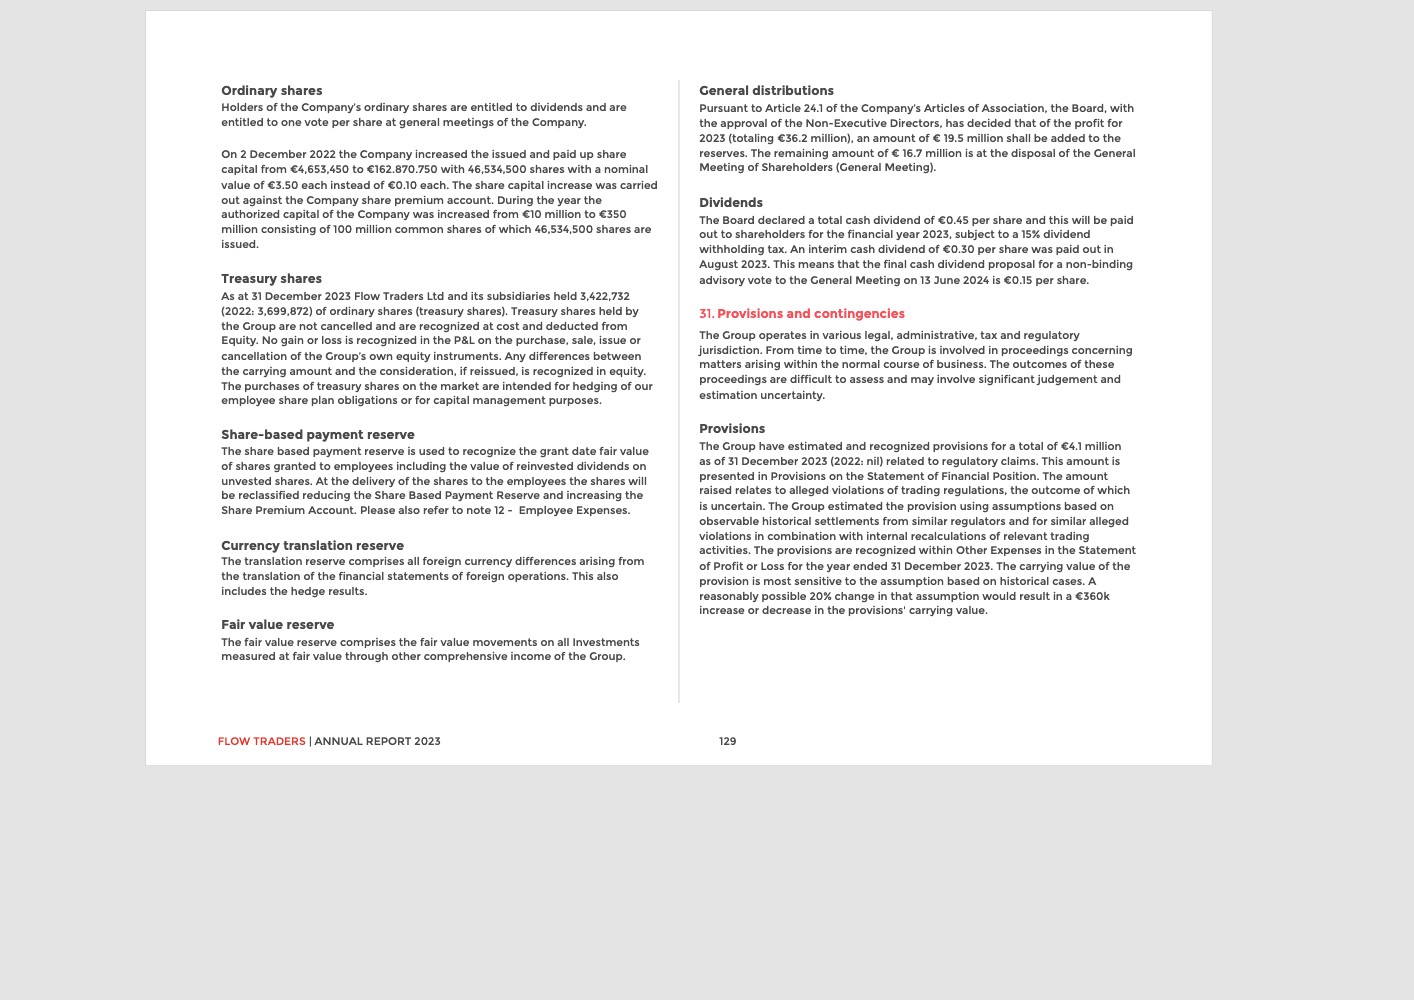 Ordinary shares
Holders of the Company's ordinary shares are entitled to dividends and are
entitled to one vote per share at general meetings of the Company.
On 2 December 2022 the Company increased the issued and paid up share
capital from €4,653,450 to €162.870.750 with 46,534,500 shares with a nominal
value of €3.50 each instead of €0.10 each. The share capital increase was carried
out against the Company share premium account. During the year the
authorized capital of the Company was increased from €10 million to €350
million consisting of 100 million common shares of which 46,534,500 shares are
issued.
Treasury shares
As at 31 December 2023 Flow Traders Ltd and its subsidiaries held 3,422,732
(2022: 3,699,872) of ordinary shares (treasury shares). Treasury shares held by
the Group are not cancelled and are recognized at cost and deducted from
Equity. No gain or loss is recognized in the P&L on the purchase, sale, issue or
cancellation of the Group's own equity instruments. Any differences between
the carrying amount and the consideration, if reissued, is recognized in equity.
The purchases of treasury shares on the market are intended for hedging of our
employee share plan obligations or for capital management purposes.
Share-based payment reserve
The share based payment reserve is used to recognize the grant date fair value
of shares granted to employees including the value of reinvested dividends on
unvested shares. At the delivery of the shares to the employees the shares will
be reclassified reducing the Share Based Payment Reserve and increasing the
Share Premium Account. Please also refer to note 12 -  Employee Expenses.
Currency translation reserve
The translation reserve comprises all foreign currency differences arising from
the translation of the financial statements of foreign operations. This also
includes the hedge results.
Fair value reserve
The fair value reserve comprises the fair value movements on all Investments
measured at fair value through other comprehensive income of the Group.
General distributions
Pursuant to Article 24.1 of the Company's Articles of Association, the Board, with
the approval of the Non-Executive Directors, has decided that of the profit for
2023 (totaling €36.2 million), an amount of € 19.5 million shall be added to the
reserves. The remaining amount of € 16.7 million is at the disposal of the General
Meeting of Shareholders (General Meeting).
Dividends
The Board declared a total cash dividend of €0.45 per share and this will be paid
out to shareholders for the financial year 2023, subject to a 15% dividend
withholding tax. An interim cash dividend of €0.30 per share was paid out in
August 2023. This means that the final cash dividend proposal for a non-binding
advisory vote to the General Meeting on 13 June 2024 is €0.15 per share.
31. Provisions and contingencies
The Group operates in various legal, administrative, tax and regulatory
jurisdiction. From time to time, the Group is involved in proceedings concerning
matters arising within the normal course of business. The outcomes of these
proceedings are difficult to assess and may involve significant judgement and
estimation uncertainty.
Provisions
The Group have estimated and recognized provisions for a total of €4.1 million
as of 31 December 2023 (2022: nil) related to regulatory claims. This amount is
presented in Provisions on the Statement of Financial Position. The amount
raised relates to alleged violations of trading regulations, the outcome of which
is uncertain. The Group estimated the provision using assumptions based on
observable historical settlements from similar regulators and for similar alleged
violations in combination with internal recalculations of relevant trading
activities. The provisions are recognized within Other Expenses in the Statement
of Profit or Loss for the year ended 31 December 2023. The carrying value of the
provision is most sensitive to the assumption based on historical cases. A
reasonably possible 20% change in that assumption would result in a €360k
increase or decrease in the provisions' carrying value.
FLOW TRADERS | ANNUAL REPORT 2023
129